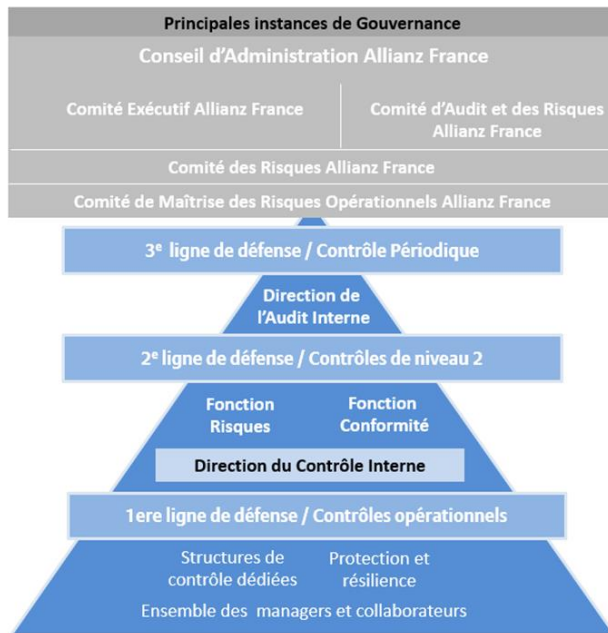 Principales instances de Gouvernance
Conseil d'Administration Allianz France
Comité Exécutif Allianz France
Comité d'Audit et des Risques
Allianz France
Comité des Risques Allianz France
Comité de Maîtrise des Risques Opérationnels Allianz France
3e ligne de défense / Contrôle Périodique
Direction de
l'Audit Interne
2e ligne de défense / Contrôles de niveau 2
Fonction
Risques
Fonction
Conformité
Direction du Contrôle Interne
1ere ligne de défense / Contrôles opérationnels
Structures de
contrôle dédiées
Protection et
résilience
Ensemble des managers et collaborateurs